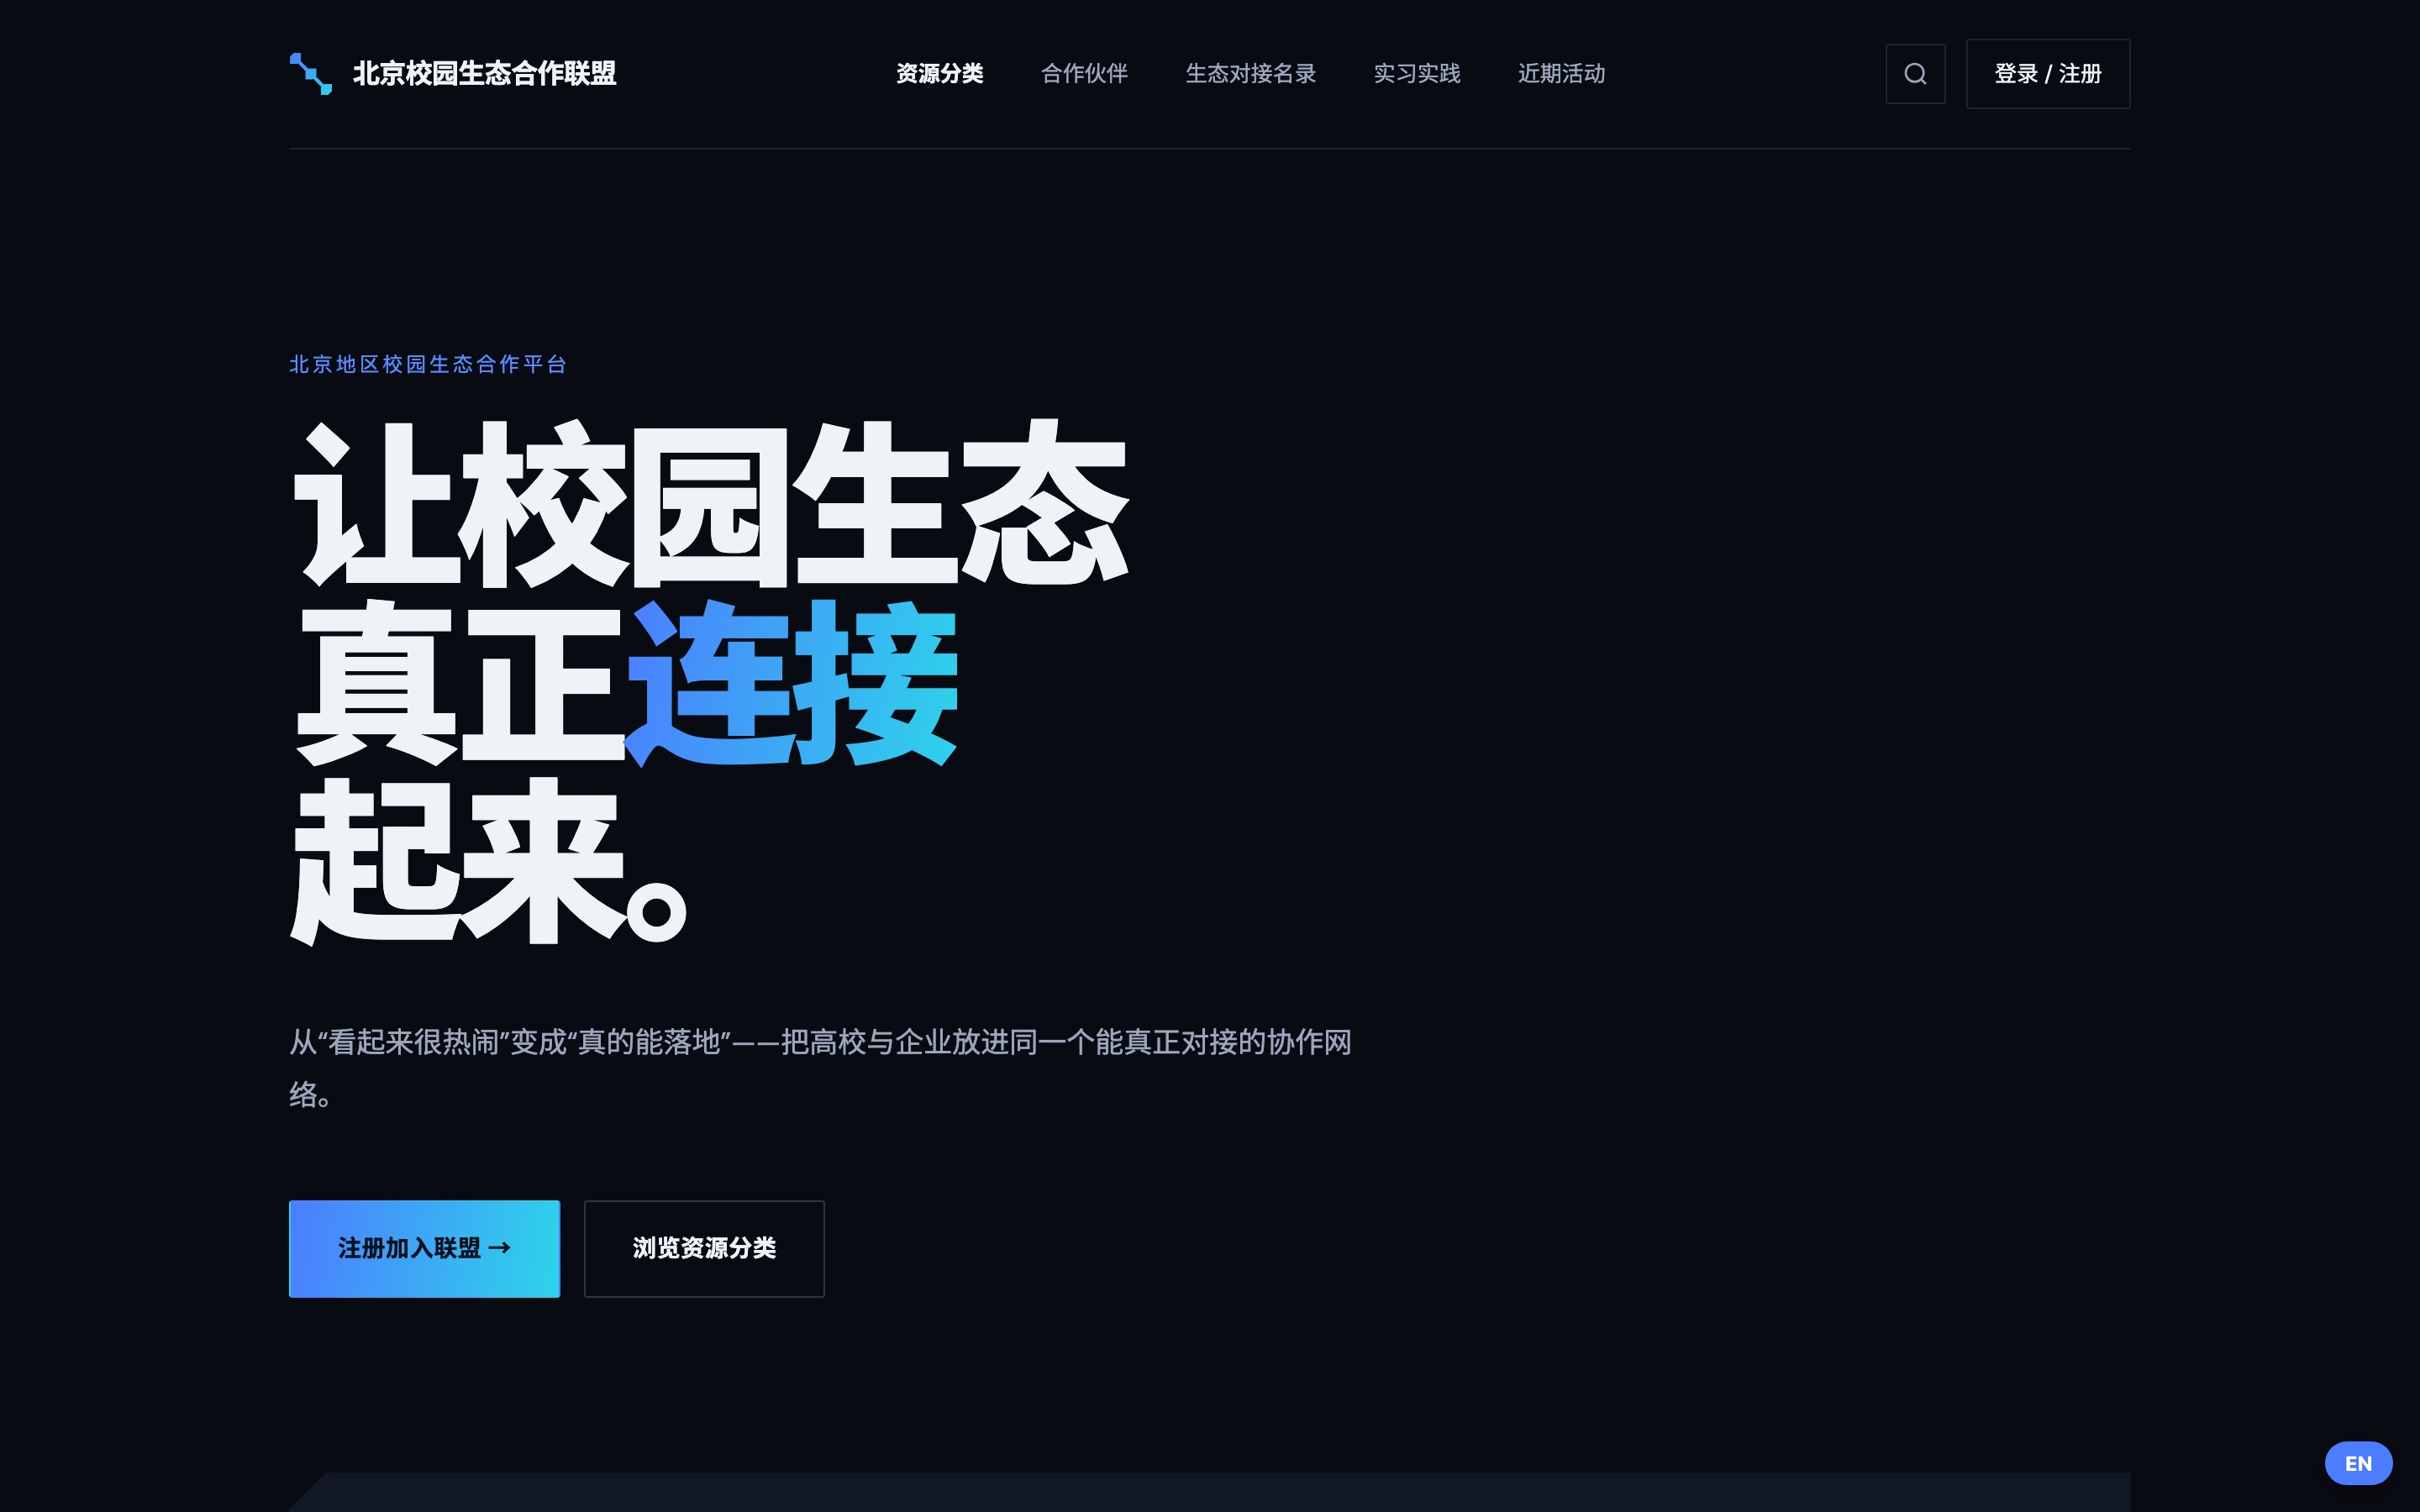 北京校园生态合作联盟
资源分类 合作伙伴 生态对接名录 实习实践 近期活动
登录 / 注册
北京地区校园生态合作平台
让校园生态
真正连接
起来。
从“看起来很热闹”变成“真的能落地”——把高校与企业放进同一个能真正对接的协作网
络。
注册加入联盟 →
浏览资源分类
EN